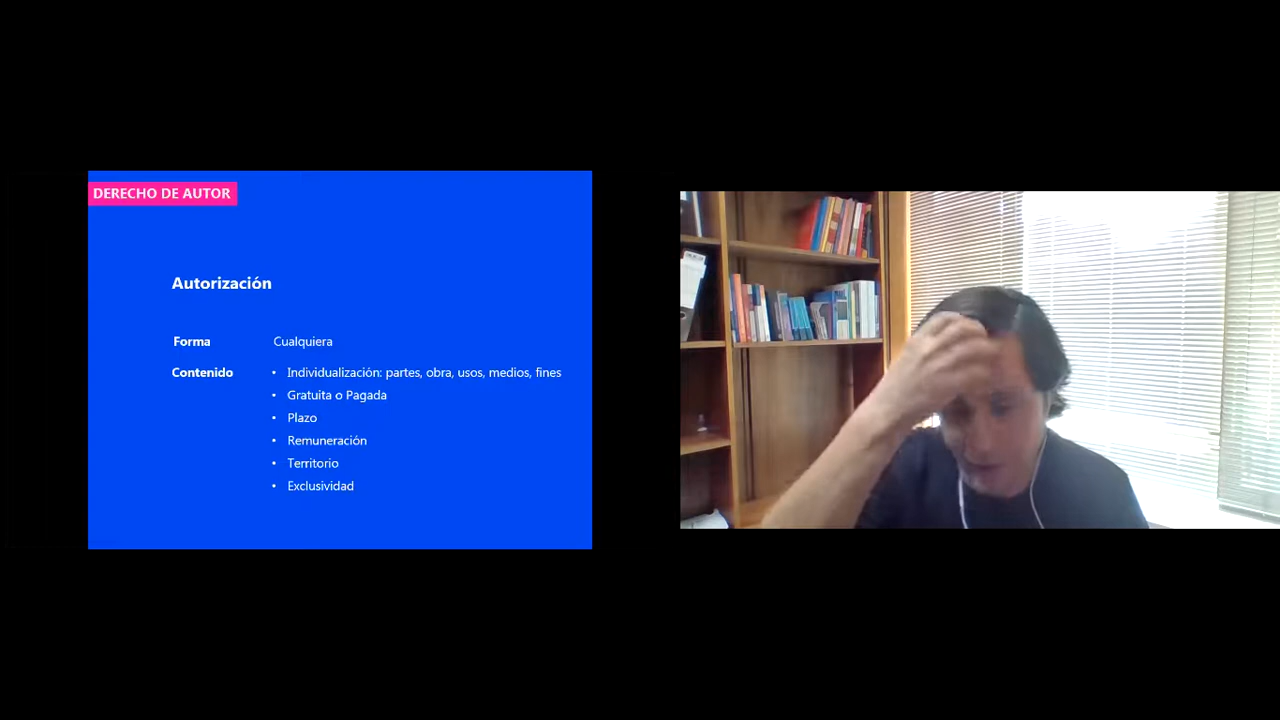 DERECHO DE AUTOR
Autorización
Forma Cualquiera
Contenido • Individualización: partes, obra, usos, medios, fines
• Gratuita o Pagada
• Plazo
• Remuneración
• Territorio
• Exclusividad